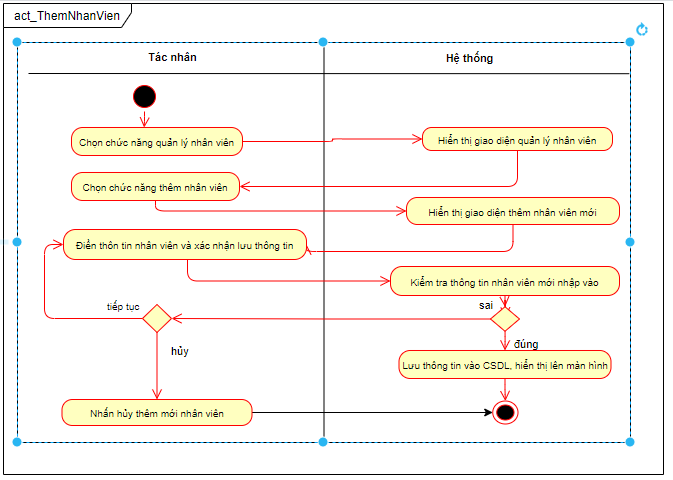 act_ThemNhanVien
Tác nhân
Hệ thống
Chọn chức năng quản lý nhân viên
Hiển thị giao diện quản lý nhân viên
Chọn chức năng thêm nhân viên
Hiển thị giao diện thêm nhân viên mới
Điền thôn tin nhân viên và xác nhận lưu thông tin
Kiểm tra thông tin nhân viên mới nhập vào
tiếp tục
sai
hủy
đúng
Lưu thông tin vào CSDL, hiển thị lên màn hình
Nhấn hủy thêm mới nhân viên